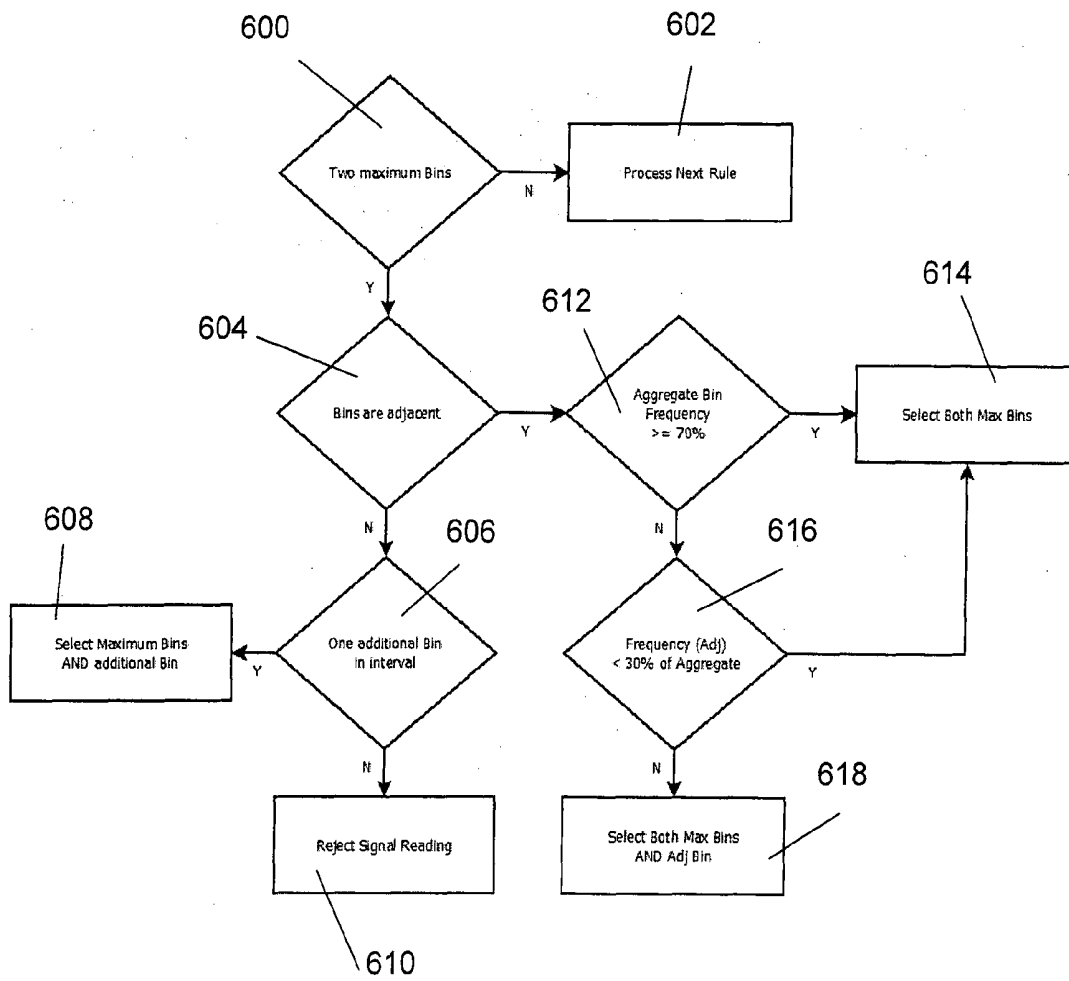 600
602
Two maximum Bins
N
Process Next Rule
Y
604
612
614
Bins are adjacent
Y
Aggregate Bin
Frequency
>= 70%
Y
Select Both Max Bins
N
N
608
606
616
Select Maximum Bins
AND additional Bin
Y
One additional Bin
in interval
Frequency (Adj)
< 30% of Aggregate
Y
N
N
618
Reject Signal Reading
Select Both Max Bins
AND Adj Bin
610